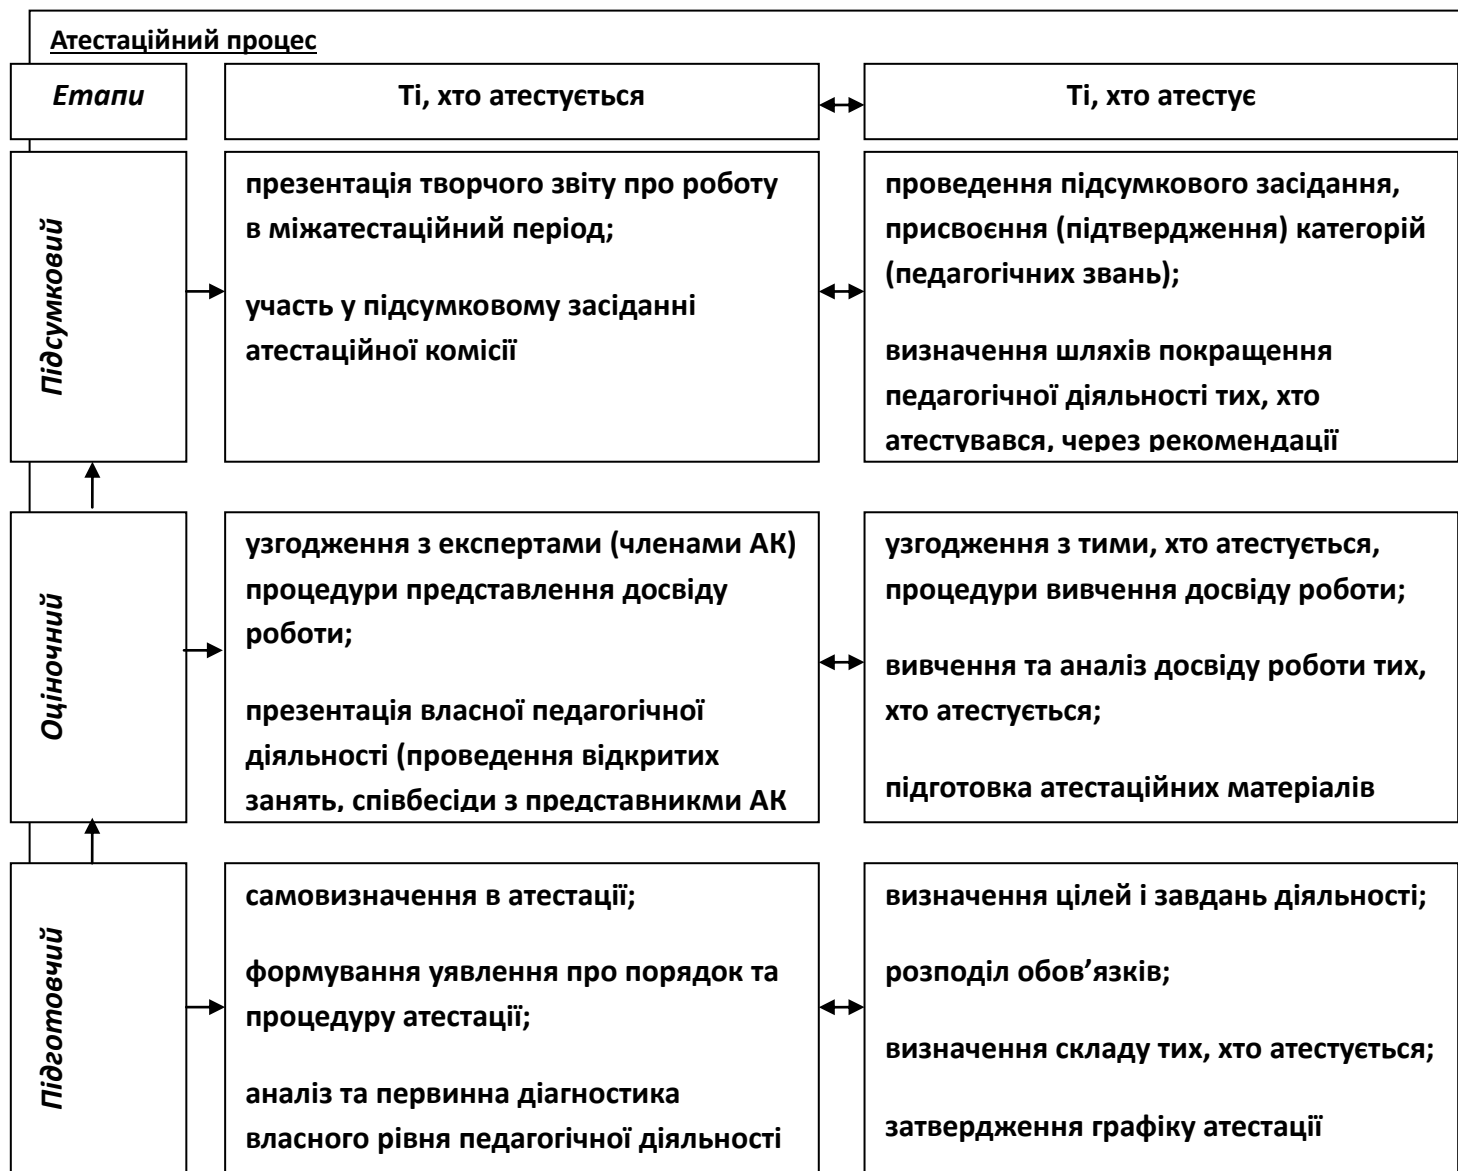 Атестаційний процес
Етапи
Ті, хто атестується
Ті, хто атестує
Підсумковий
презентація творчого звіту про роботу
в міжатестаційний період;
участь у підсумковому засіданні
атестаційної комісії
проведення підсумкового засідання,
присвоєння (підтвердження) категорій
(педагогічних звань);
визначення шляхів покращення
педагогічної діяльності тих, хто
атестувався, через рекомендації
Оціночний
узгодження з експертами (членами АК)
процедури представлення досвіду
роботи;
презентація власної педагогічної
діяльності (проведення відкритих
занять, співбесіди з представникми АК
узгодження з тими, хто атестується,
процедури вивчення досвіду роботи;
вивчення та аналіз досвіду роботи тих,
хто атестується;
підготовка атестаційних матеріалів
Підготовчий
самовизначення в атестації;
формування уявлення про порядок та
процедуру атестації;
аналіз та первинна діагностика
власного рівня педагогічної діяльності
визначення цілей і завдань діяльності;
розподіл обов’язків;
визначення складу тих, хто атестується;
затвердження графіку атестації